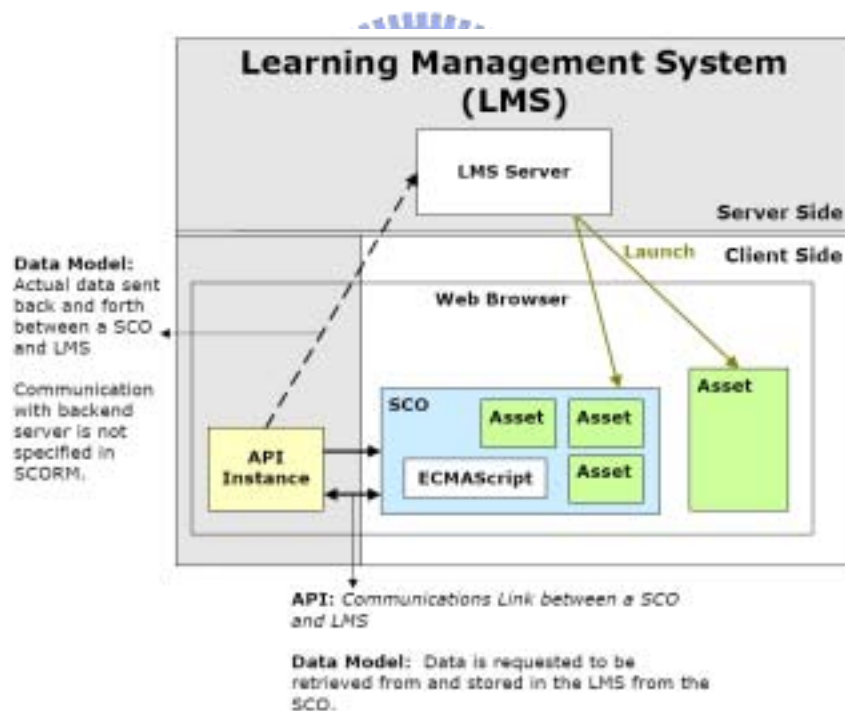 Learning Management System
(LMS)
LMS Server
Server Side
Launch
Client Side
Data Model:
Actual data sent
back and forth
between a SCO
and LMS
Communication
with backend
server is not
specified in
SCORM.
Web Browser
SCO
Asset
Asset
Asset
Asset
API
Instance
ECMAScript
API: Communications Link between a SCO
and LMS
Data Model: Data is requested to be
retrieved from and stored in the LMS from the
SCO.